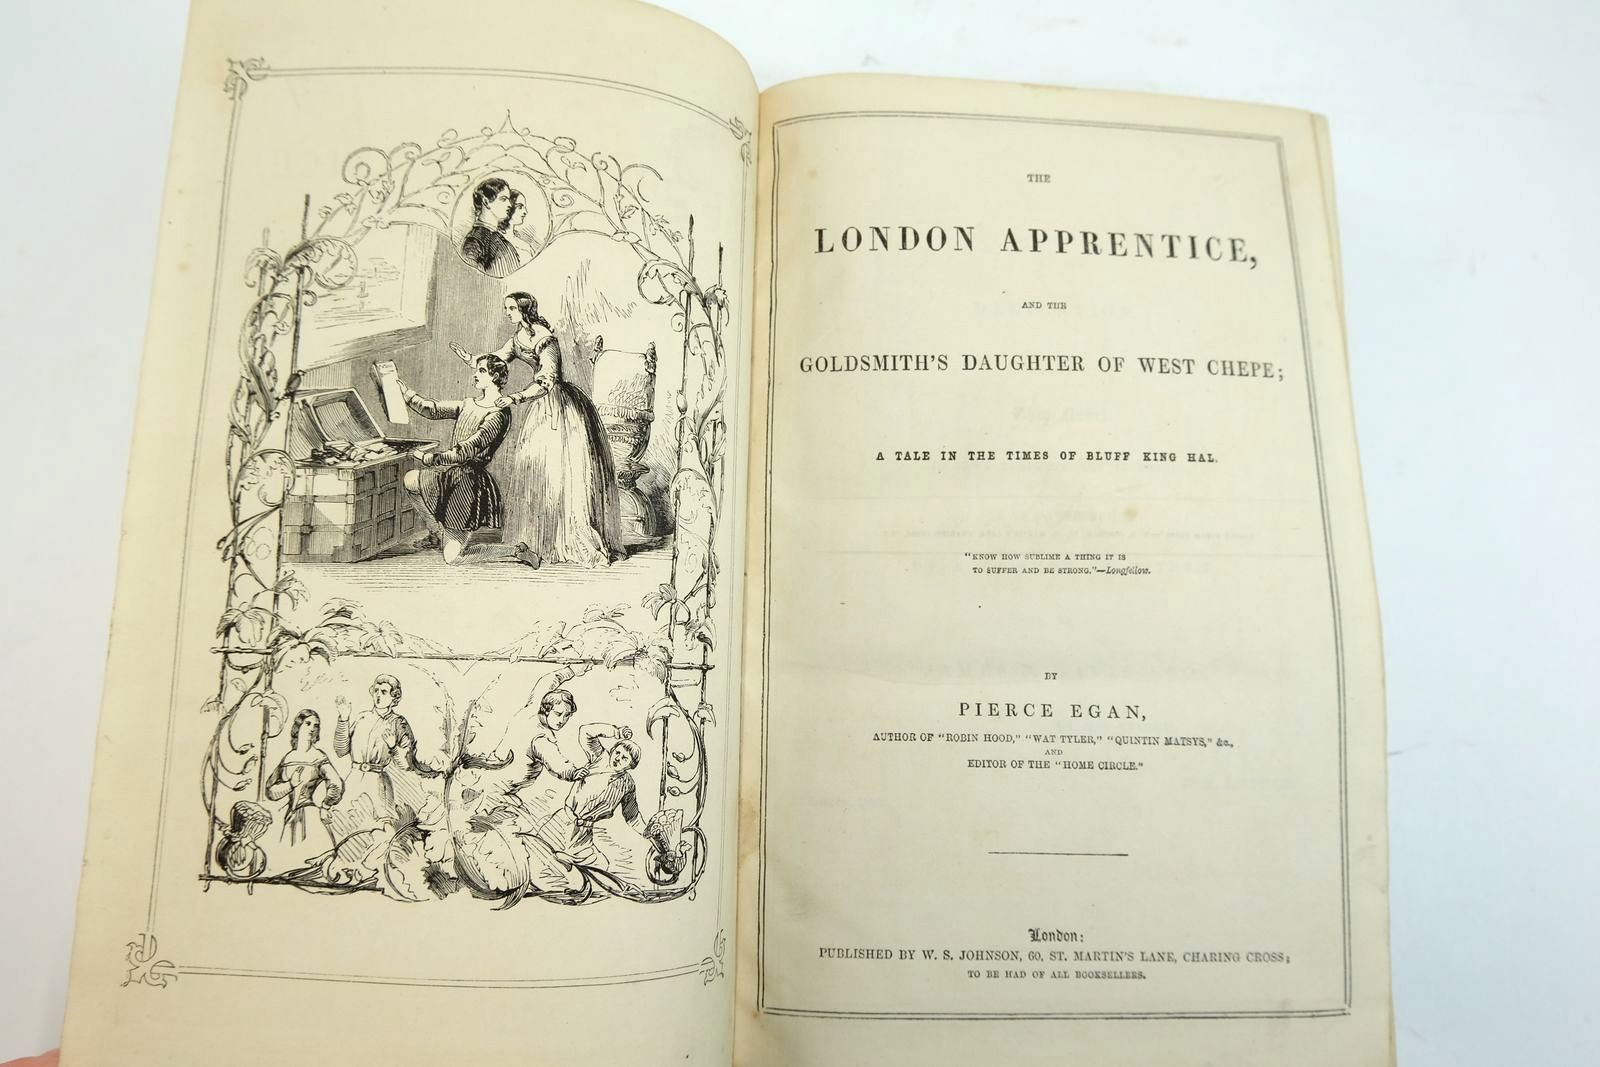 THE
LONDON APPRENTICE,
AND THE
GOLDSMITH'S DAUGHTER OF WEST CHEPE;
A TALE IN THE TIMES OF BLUFF KING HAL.
"KNOW HOW SUBLIME A THING IT IS
TO SUFFER AND BE STRONG."—Longfellow.
BY
PIERCE EGAN,
AUTHOR OF "ROBIN HOOD," "WAT TYLER," "QUINTIN MATSYS," &c.,
AND
EDITOR OF THE "HOME CIRCLE."
London:
PUBLISHED BY W. S. JOHNSON, 60, ST. MARTIN'S LANE, CHARING CROSS;
TO BE HAD OF ALL BOOKSELLERS.